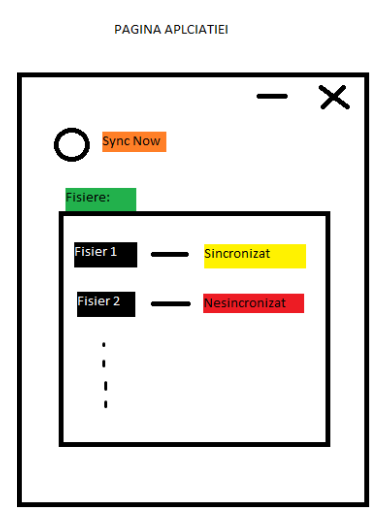 PAGINA APLCIATIEI
Sync Now
Fisiere:
Fisier 1 — Sincronizat
Fisier 2 — Nesincronizat